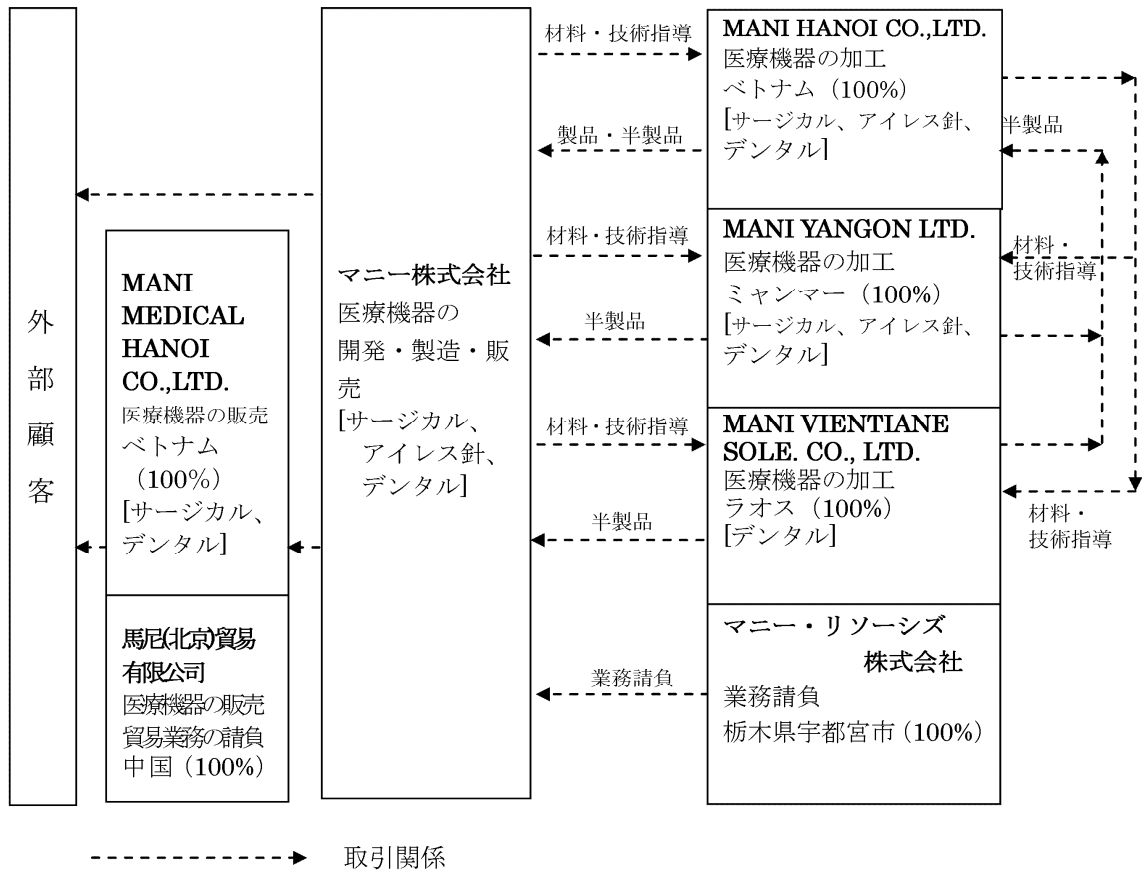 外
部
顧
客
MANI
MEDICAL
HANOI
CO.,LTD.
医療機器の販売
ベトナム
（100％）
[サージカル、
デンタル]
馬尼(北京)貿易
有限公司
医療機器の販売
貿易業務の請負
中国（100%）
マニー株式会社
医療機器の
開発・製造・販
売
[サージカル、
アイレス針、
デンタル]
材料・技術指導
製品・半製品
材料・技術指導
半製品
材料・技術指導
半製品
業務請負
MANI HANOI CO.,LTD.
医療機器の加工
ベトナム（100%）
[サージカル、アイレス針、
デンタル]
MANI YANGON LTD.
医療機器の加工
ミャンマー（100%）
[サージカル、アイレス針、
デンタル]
MANI VIENTIANE
SOLE. CO., LTD.
医療機器の加工
ラオス（100%）
[デンタル]
マニー・リソーシズ
株式会社
業務請負
栃木県宇都宮市（100%）
半製品
材料・
技術指導
材料・
技術指導
取引関係